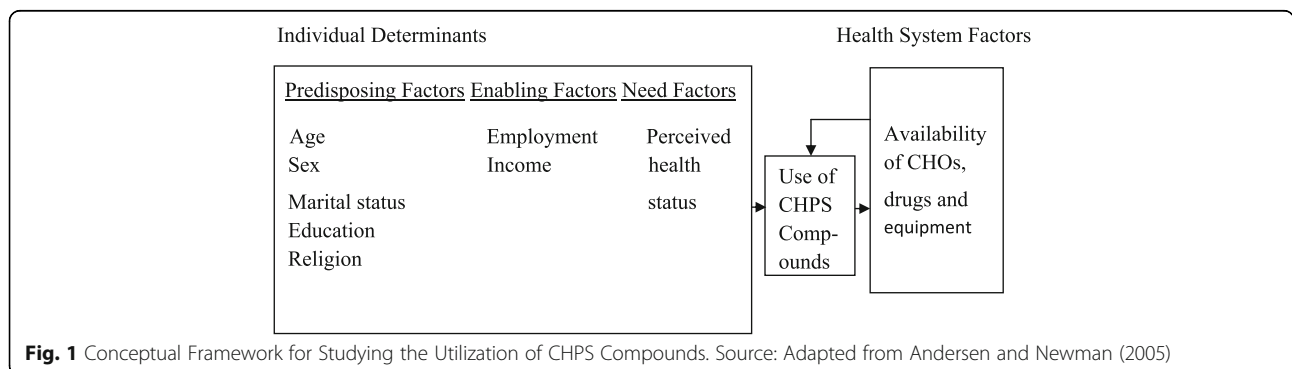 Individual Determinants
Health System Factors
Predisposing Factors Enabling Factors Need Factors
Age
Sex
Marital status
Education
Religion
Employment
Income
Perceived
health
status
Use of
CHPS
Comp-
ounds
Availability
of CHOs,
drugs and
equipment
Fig. 1 Conceptual Framework for Studying the Utilization of CHPS Compounds. Source: Adapted from Andersen and Newman (2005)